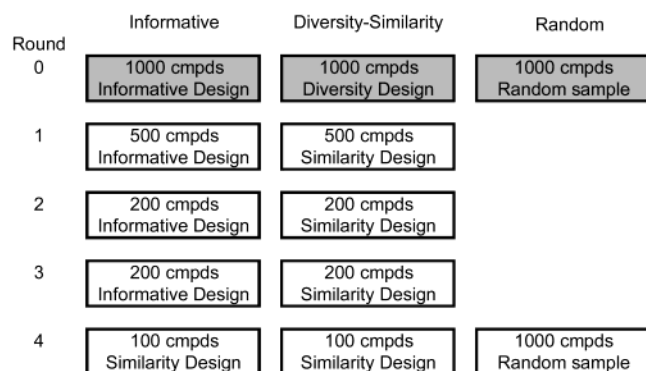 Informative Diversity-Similarity Random
Round
0
1000 cmpds 1000 cmpds 1000 cmpds
Informative Design Diversity Design Random sample
1
500 cmpds 500 cmpds
Informative Design Similarity Design
2
200 cmpds 200 cmpds
Informative Design Similarity Design
3
200 cmpds 200 cmpds
Informative Design Similarity Design
4
100 cmpds 100 cmpds 1000 cmpds
Similarity Design Similarity Design Random sample